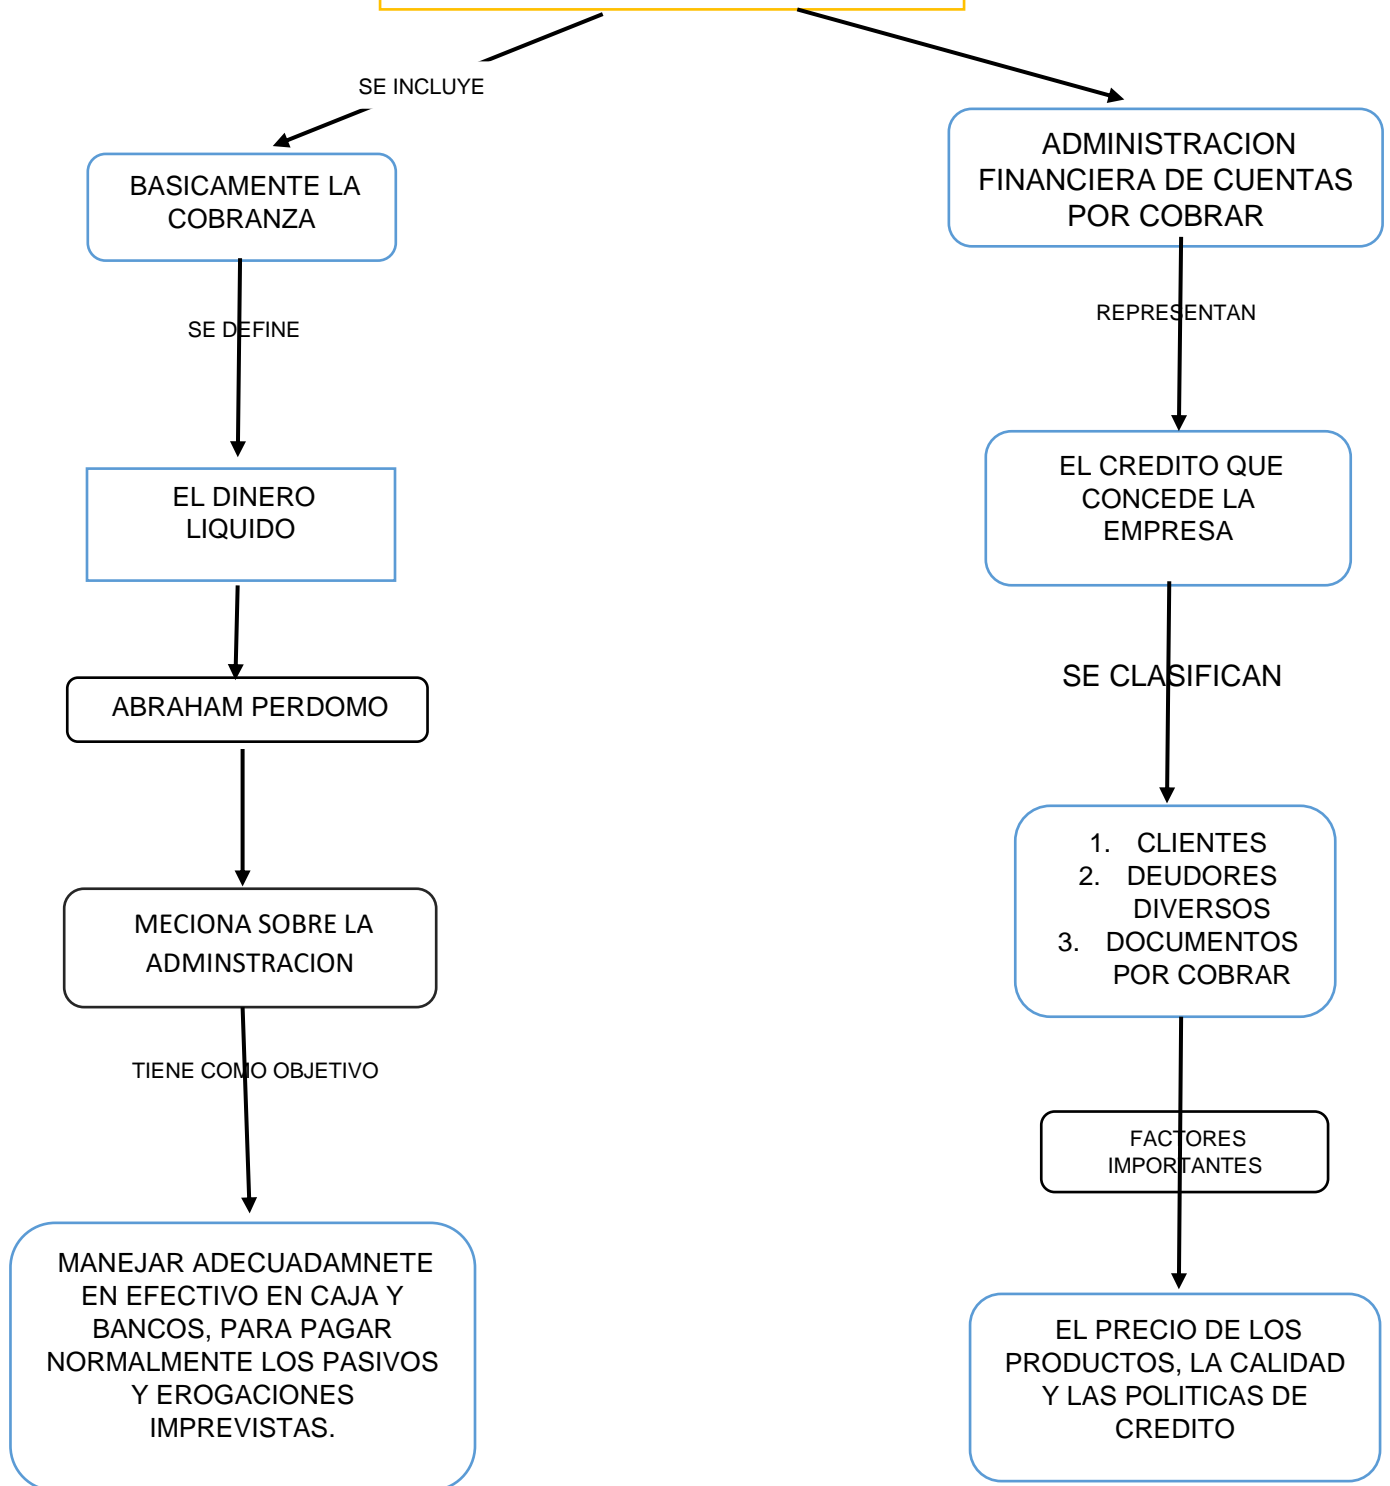 SE INCLUYE
BASICAMENTE LA
COBRANZA
SE DEFINE
EL DINERO
LIQUIDO
ABRAHAM PERDOMO
MECIONA SOBRE LA
ADMINSTRACION
TIENE COMO OBJETIVO
MANEJAR ADECUADAMNETE
EN EFECTIVO EN CAJA Y
BANCOS, PARA PAGAR
NORMALMENTE LOS PASIVOS
Y EROGACIONES
IMPREVISTAS.
ADMINISTRACION
FINANCIERA DE CUENTAS
POR COBRAR
REPRESENTAN
EL CREDITO QUE
CONCEDE LA
EMPRESA
SE CLASIFICAN
1. CLIENTES
2. DEUDORES
DIVERSOS
3. DOCUMENTOS
POR COBRAR
FACTORES
IMPORTANTES
EL PRECIO DE LOS
PRODUCTOS, LA CALIDAD
Y LAS POLITICAS DE
CREDITO